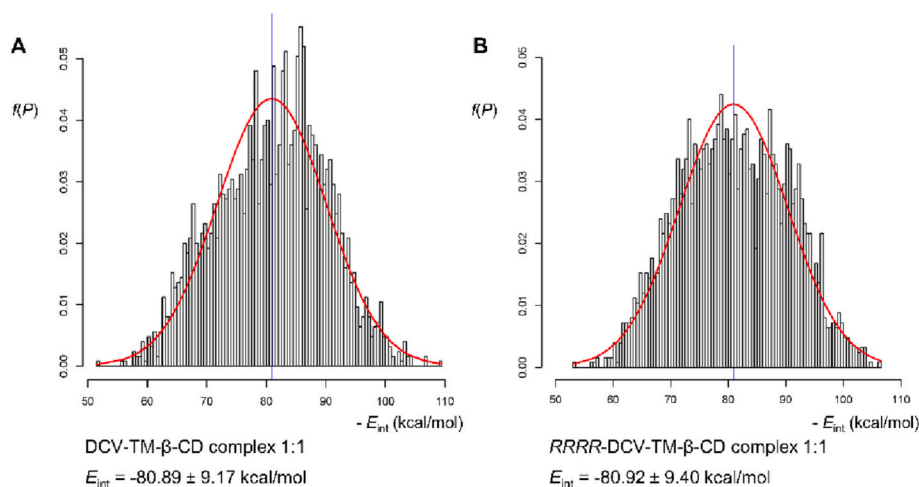 A
f(P)
0.05
0.04
0.03
0.02
0.01
0.00
50 60 70 80 90 100 110
- Eint (kcal/mol)
DCV-TM-β-CD complex 1:1
Eint = -80.89 ± 9.17 kcal/mol
B
f(P)
0.05
0.05
0.04
0.03
0.02
0.01
0.00
50 60 70 80 90 100 110
- Eint (kcal/mol)
RRRR-DCV-TM-β-CD complex 1:1
Eint = -80.92 ± 9.40 kcal/mol